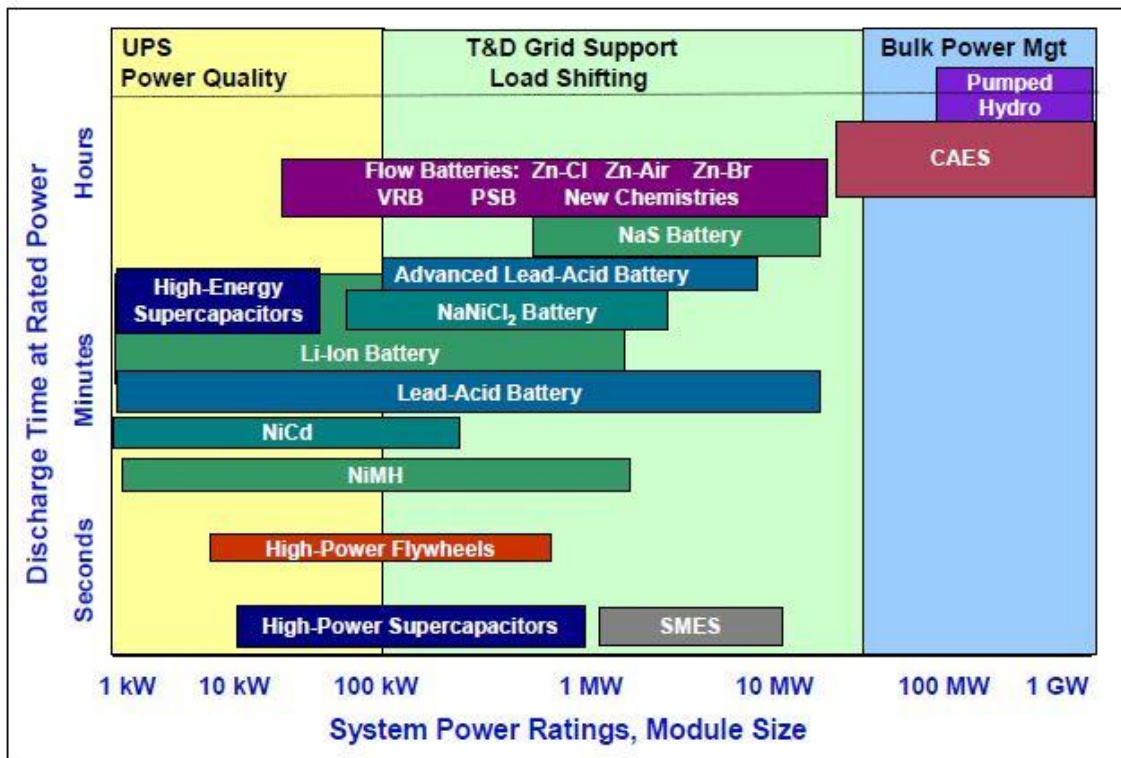 UPS
Power Quality
T&D Grid Support
Load Shifting
Bulk Power Mgt
Pumped
Hydro
CAES
Flow Batteries: Zn-Cl Zn-Air Zn-Br
VRB PSB New Chemistries
NaS Battery
Advanced Lead-Acid Battery
High-Energy
Supercapacitors
NaNiCl₂ Battery
Li-Ion Battery
Lead-Acid Battery
NiCd
NiMH
High-Power Flywheels
High-Power Supercapacitors
SMES
Discharge Time at Rated Power
Hours
Minutes
Seconds
1 kW 10 kW 100 kW 1 MW 10 MW 100 MW 1 GW
System Power Ratings, Module Size